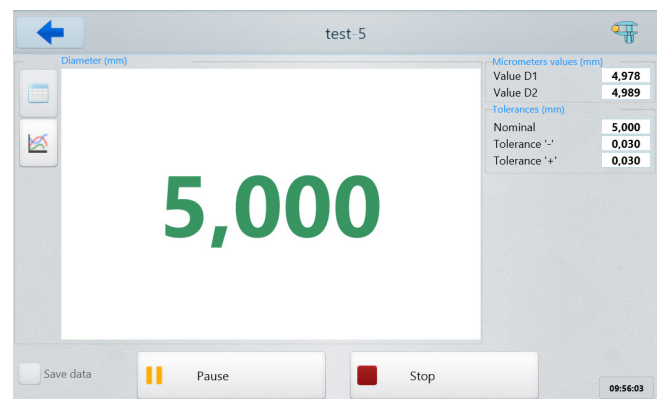 test-5
Diameter (mm)
5,000
Micrometers values (mm)
Value D1 4,978
Value D2 4,989
Tolerances (mm)
Nominal 5,000
Tolerance '-' 0,030
Tolerance '+' 0,030
Save data
Pause
Stop
09:56:03